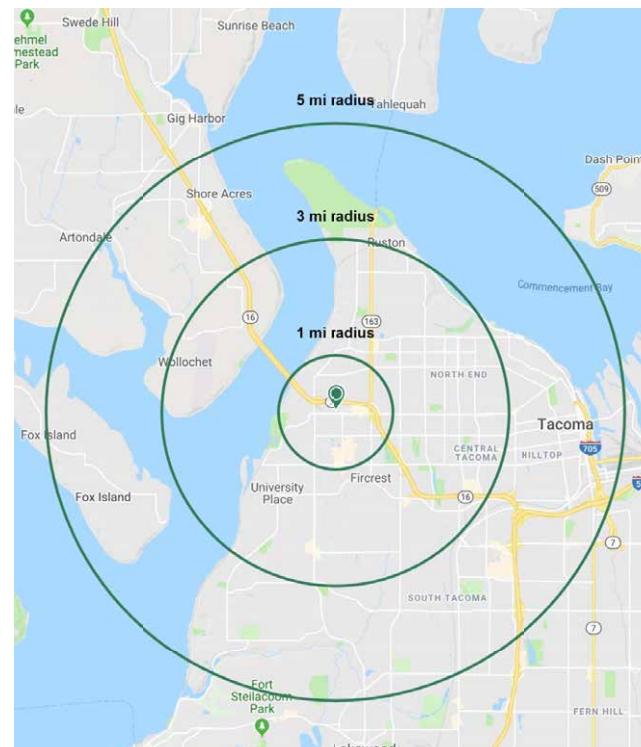 Swede Hill
Sunrise Beach
Park
5 mi radius
Tahlequah
Gig Harbor
Dash Point
509
Shore Acres
3 mi radius
Artondale
Ruston
Commencement Bay
16
163
1 mi radius
Wollochet
NORTH END
Tacoma
Fox Island
CENTRAL
TACOMA
HILLTOP
705
University
Place
Fircrest
Fox Island
16
7
SOUTH TACOMA
7
Fort
Steilacoom
Park
FERN HILL